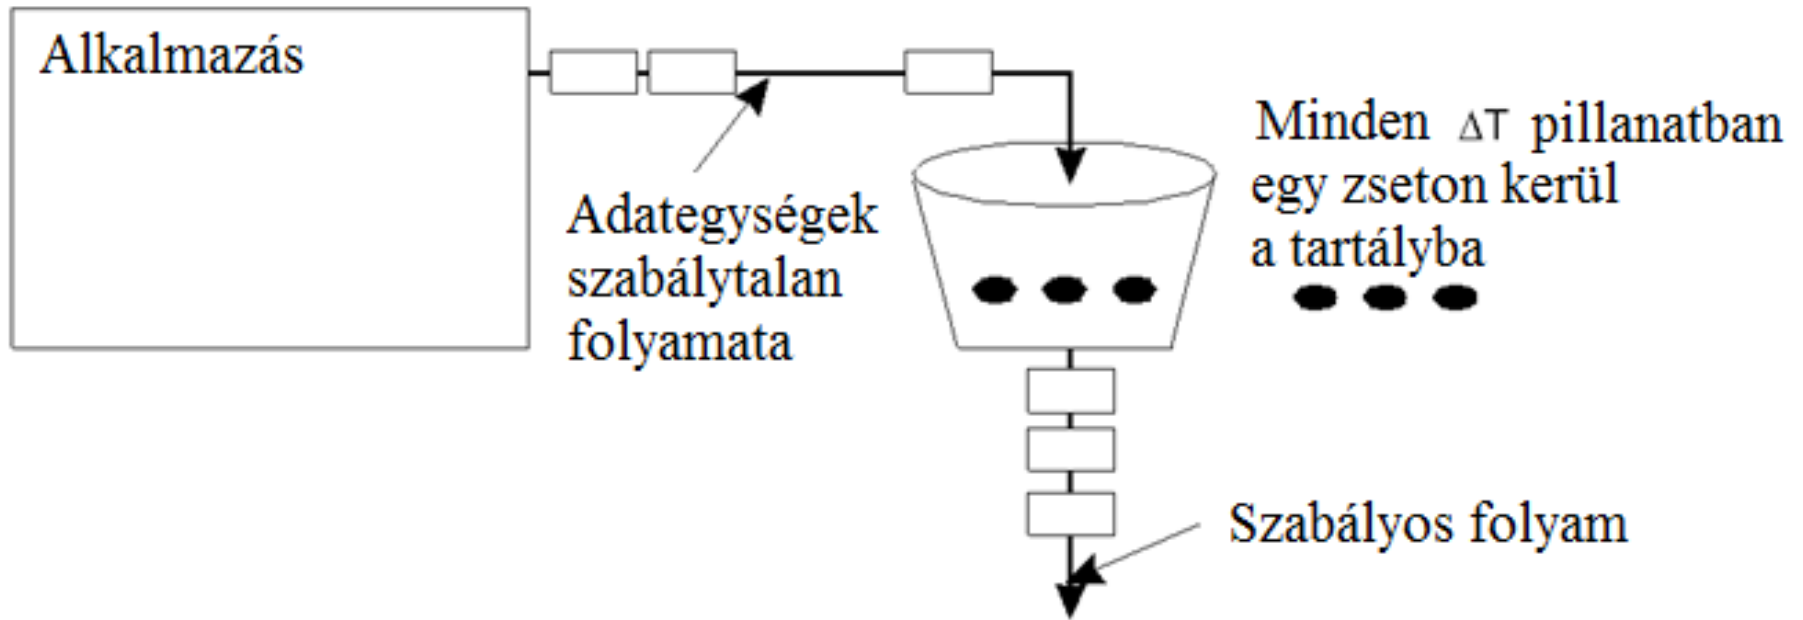 Alkalmazás
Adategységek
szabálytalan
folyamata
Minden ΔT pillanatban
egy zseton kerül
a tartályba
Szabályos folyam